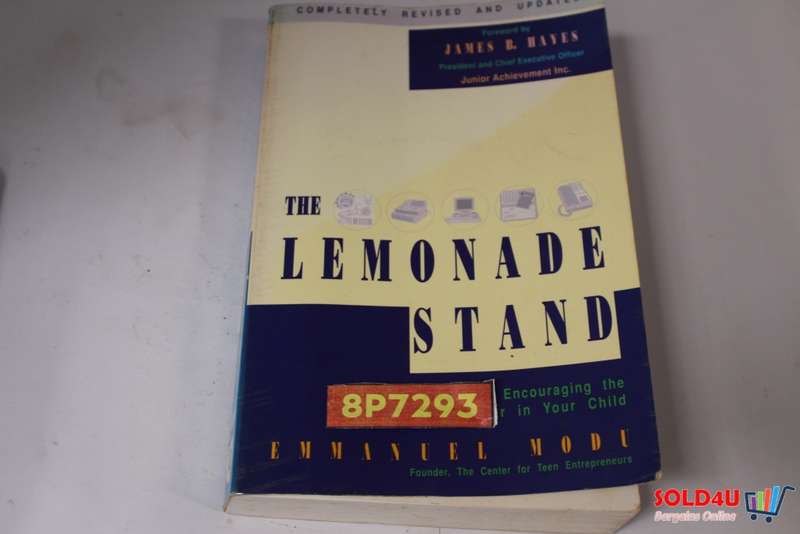 COMPLETELY REVISED AND UPDATED
Foreword by
JAMES B. HAYES
President and Chief Executive Officer
Junior Achievement Inc.
THE
LEMONADE
STAND
8P7293
Encouraging the
r in Your Child
EMMANUEL MODU
Founder, The Center for Teen Entrepreneurs
SOLD4U
Bargains Online